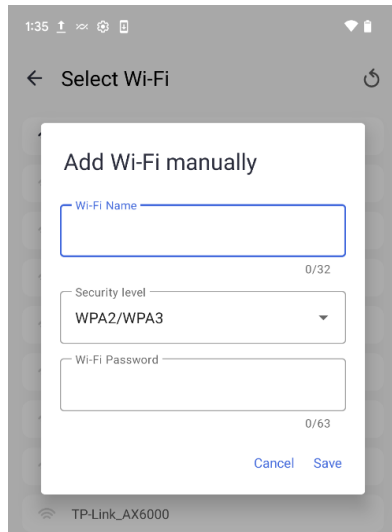 1:35
Select Wi-Fi
Add Wi-Fi manually
Wi-Fi Name
0/32
Security level
WPA2/WPA3
Wi-Fi Password
0/63
Cancel Save
TP-Link_AX6000